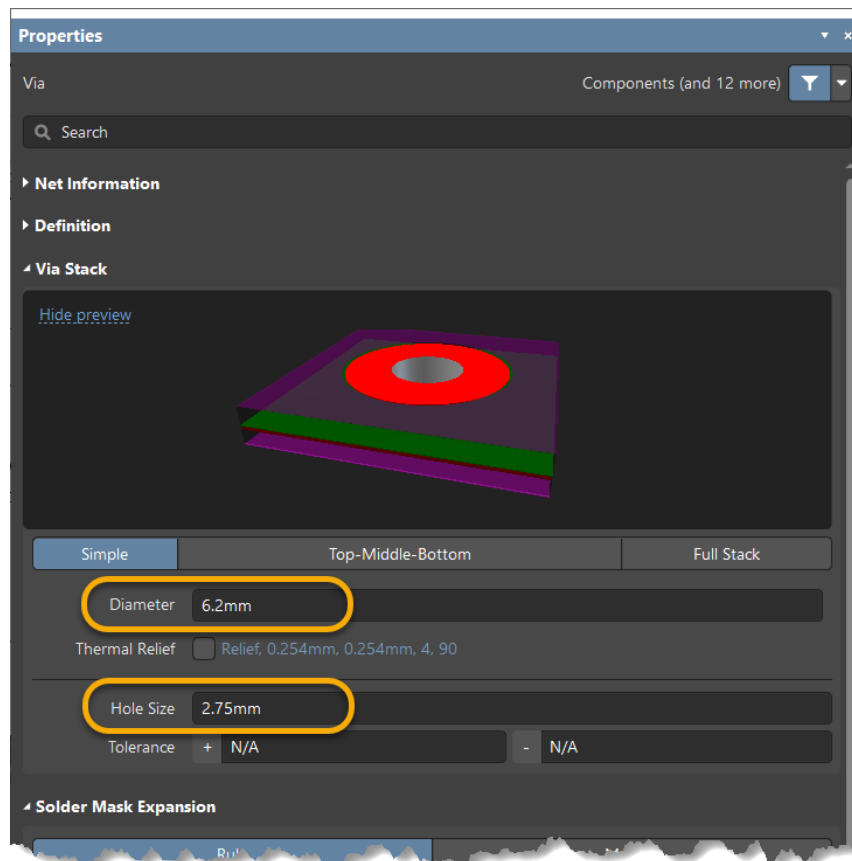 Properties
Via Components (and 12 more)
Search
Net Information
Definition
Via Stack
Hide preview
Simple Top-Middle-Bottom Full Stack
Diameter 6.2mm
Thermal Relief Relief, 0.254mm, 0.254mm, 4, 90
Hole Size 2.75mm
Tolerance + N/A - N/A
Solder Mask Expansion